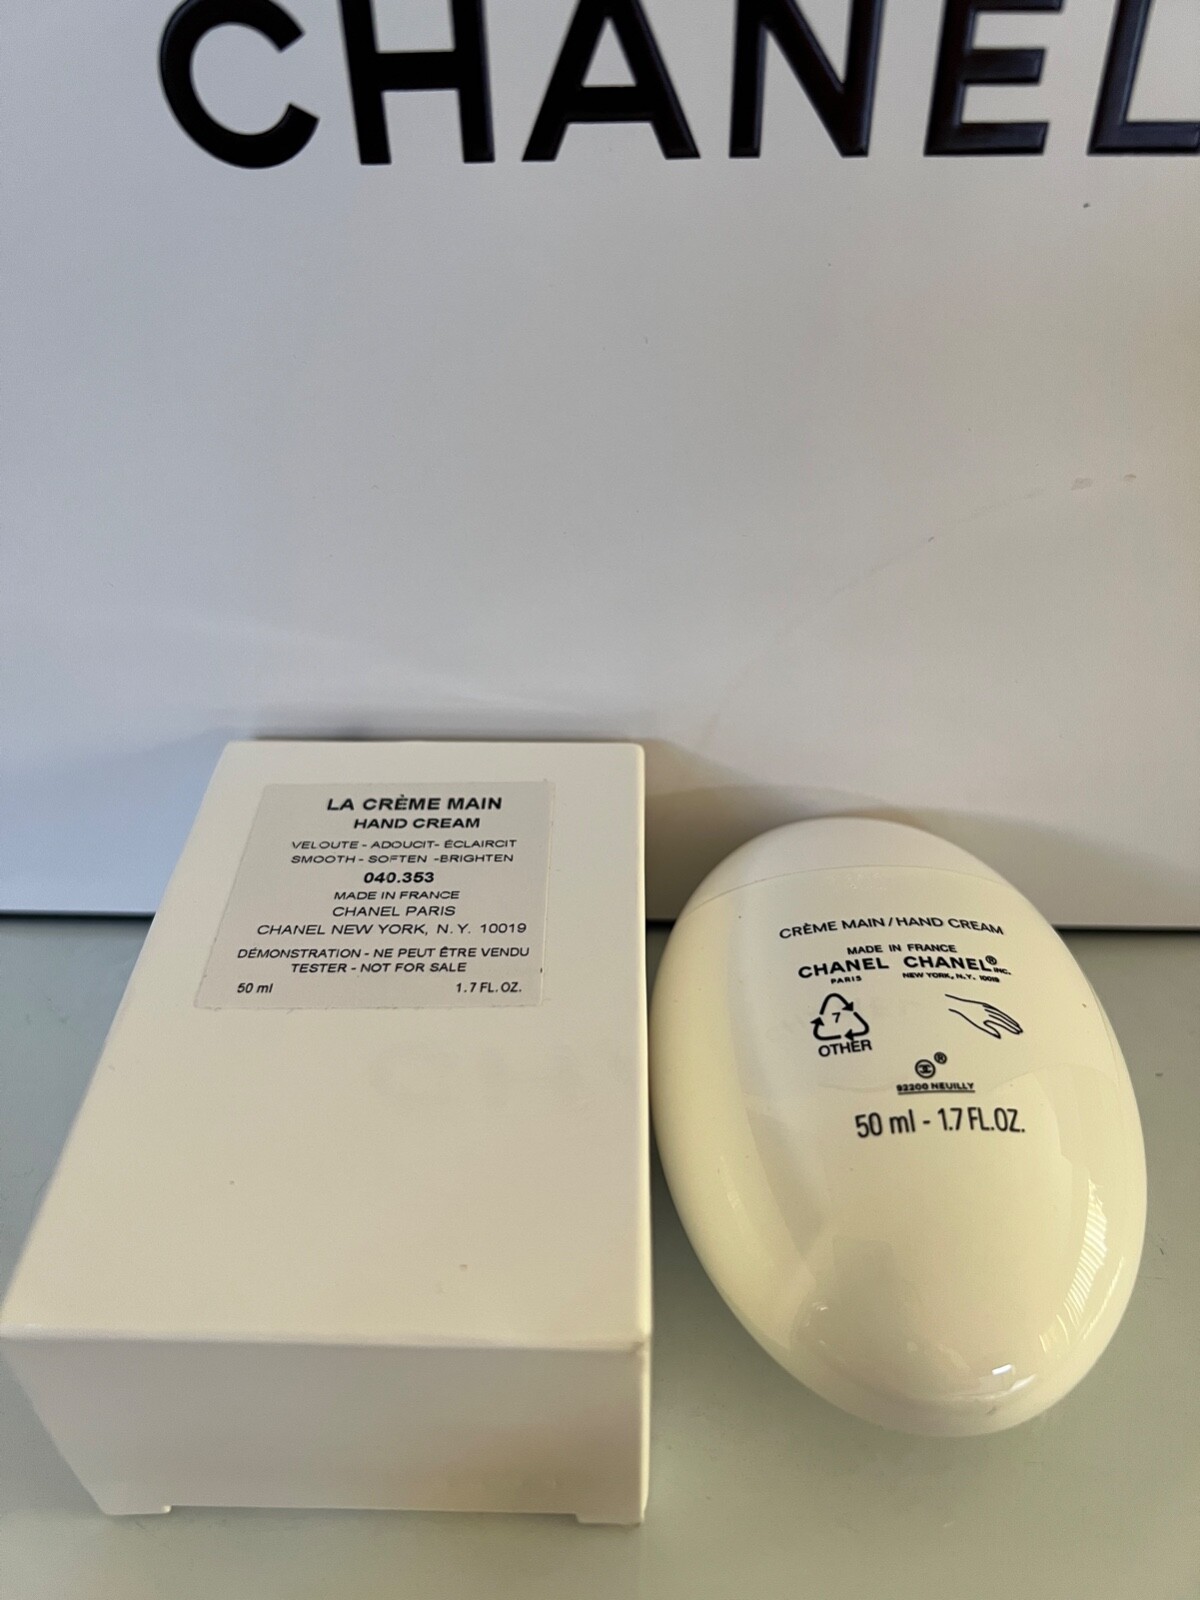 CHANEL
LA CRÈME MAIN
HAND CREAM
VELOUTE - ADOUCIT- ÉCLAIRCIT
SMOOTH - SOFTEN -BRIGHTEN
040.353
MADE IN FRANCE
CHANEL PARIS
CHANEL NEW YORK, N.Y. 10019
DÉMONSTRATION - NE PEUT ÊTRE VENDU
TESTER - NOT FOR SALE
50 ml 1.7 FL. OZ.
CRÈME MAIN / HAND CREAM
MADE IN FRANCE
CHANEL CHANEL® INC.
PARIS NEW YORK, N.Y. 10019
7
OTHER
®
92200 NEUILLY
50 ml - 1.7 FL.OZ.